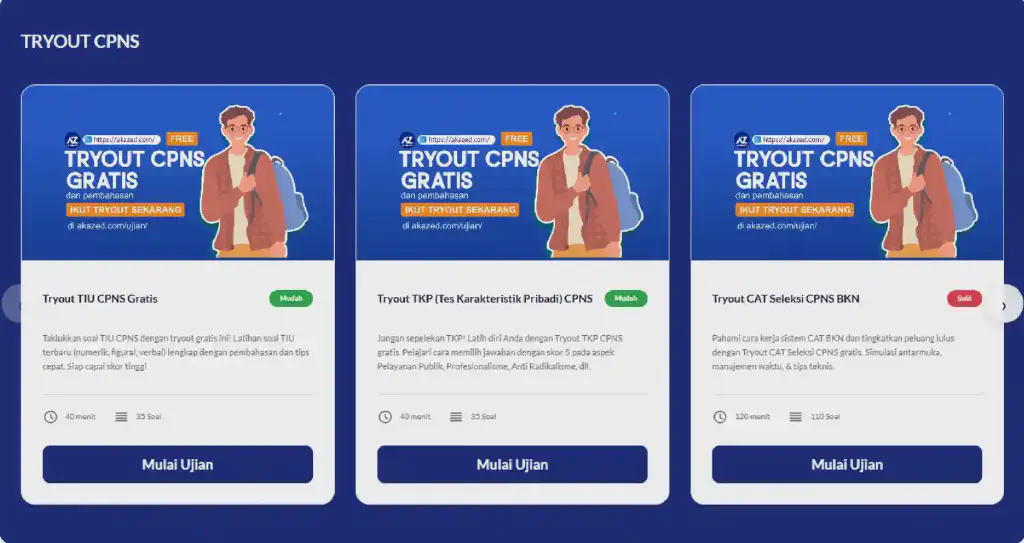 TRYOUT CPNS
AZ https://akazed.com/ FREE
TRYOUT CPNS
GRATIS
dan pembahasan
IKUT TRYOUT SEKARANG
di akazed.com/ujian/
Tryout TIU CPNS Gratis Mudah
Taklukkan soal TIU CPNS dengan tryout gratis ini! Latihan soal TIU
terbaru (numerik, figural, verbal) lengkap dengan pembahasan dan tips
cepat. Siap capai skor tinggi
40 menit 35 Soal
Mulai Ujian
AZ https://akazed.com/ FREE
TRYOUT CPNS
GRATIS
dan pembahasan
IKUT TRYOUT SEKARANG
di akazed.com/ujian/
Tryout TKP (Tes Karakteristik Pribadi) CPNS Mudah
Jangan sepelekan TKP! Latih diri Anda dengan Tryout TKP CPNS
gratis. Pelajari cara memilih jawaban dengan skor 5 pada aspek
Pelayanan Publik, Profesionalisme, Anti Radikalisme, dll.
40 menit 35 Soal
Mulai Ujian
AZ https://akazed.com/ FREE
TRYOUT CPNS
GRATIS
dan pembahasan
IKUT TRYOUT SEKARANG
di akazed.com/ujian/
Tryout CAT Seleksi CPNS BKN Sulit
Pahami cara kerja sistem CAT BKN dan tingkatkan peluang lulus
dengan Tryout CAT Seleksi CPNS gratis. Simulasi antarmuka,
manajemen waktu, & tips teknis.
120 menit 110 Soal
Mulai Ujian